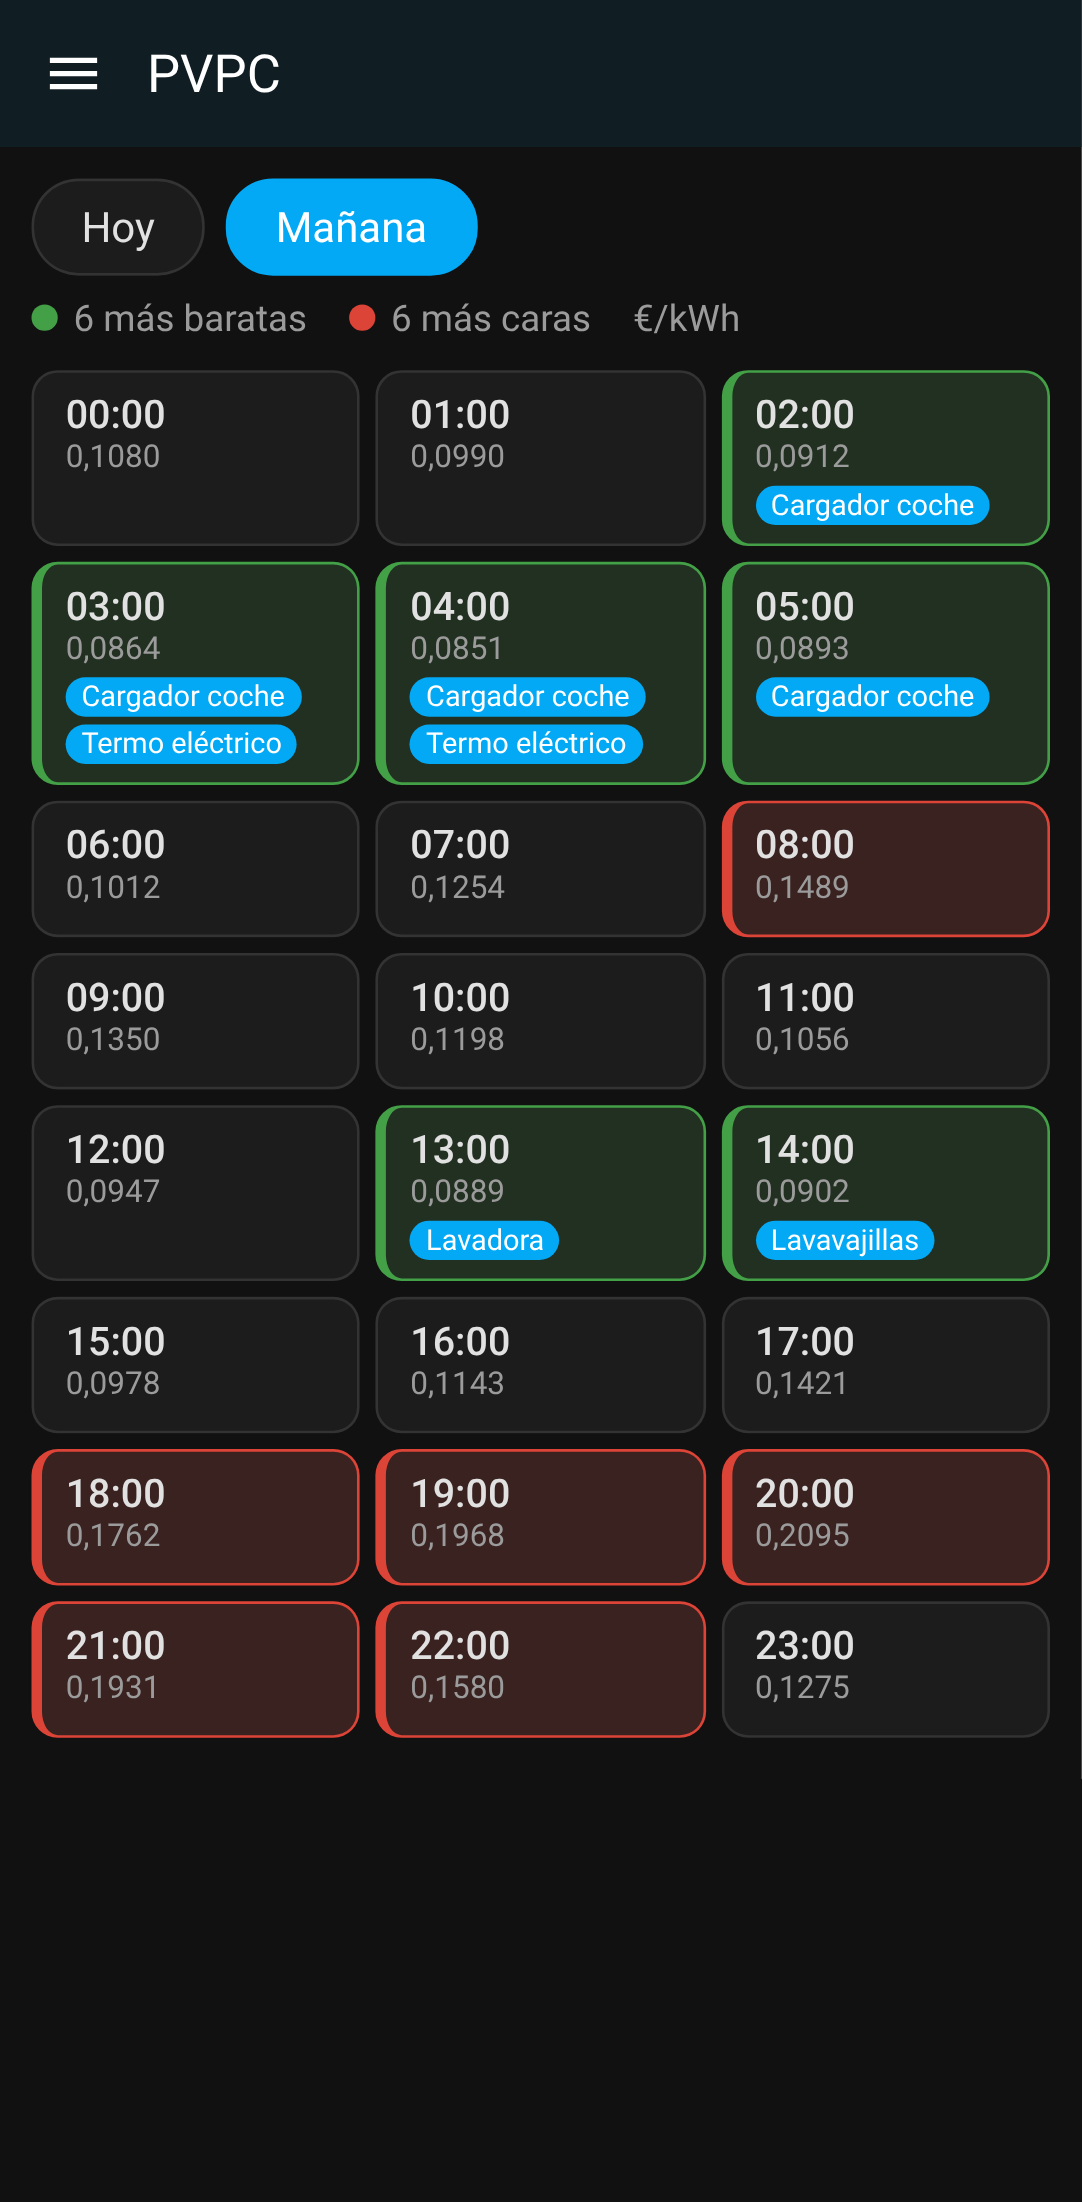 PVPC
Hoy Mañana
6 más baratas 6 más caras €/kWh
00:00 01:00 02:00
0,1080 0,0990 0,0912
Cargador coche
03:00 04:00 05:00
0,0864 0,0851 0,0893
Cargador coche Cargador coche Cargador coche
Termo eléctrico Termo eléctrico
06:00 07:00 08:00
0,1012 0,1254 0,1489
09:00 10:00 11:00
0,1350 0,1198 0,1056
12:00 13:00 14:00
0,0947 0,0889 0,0902
Lavadora Lavavajillas
15:00 16:00 17:00
0,0978 0,1143 0,1421
18:00 19:00 20:00
0,1762 0,1968 0,2095
21:00 22:00 23:00
0,1931 0,1580 0,1275